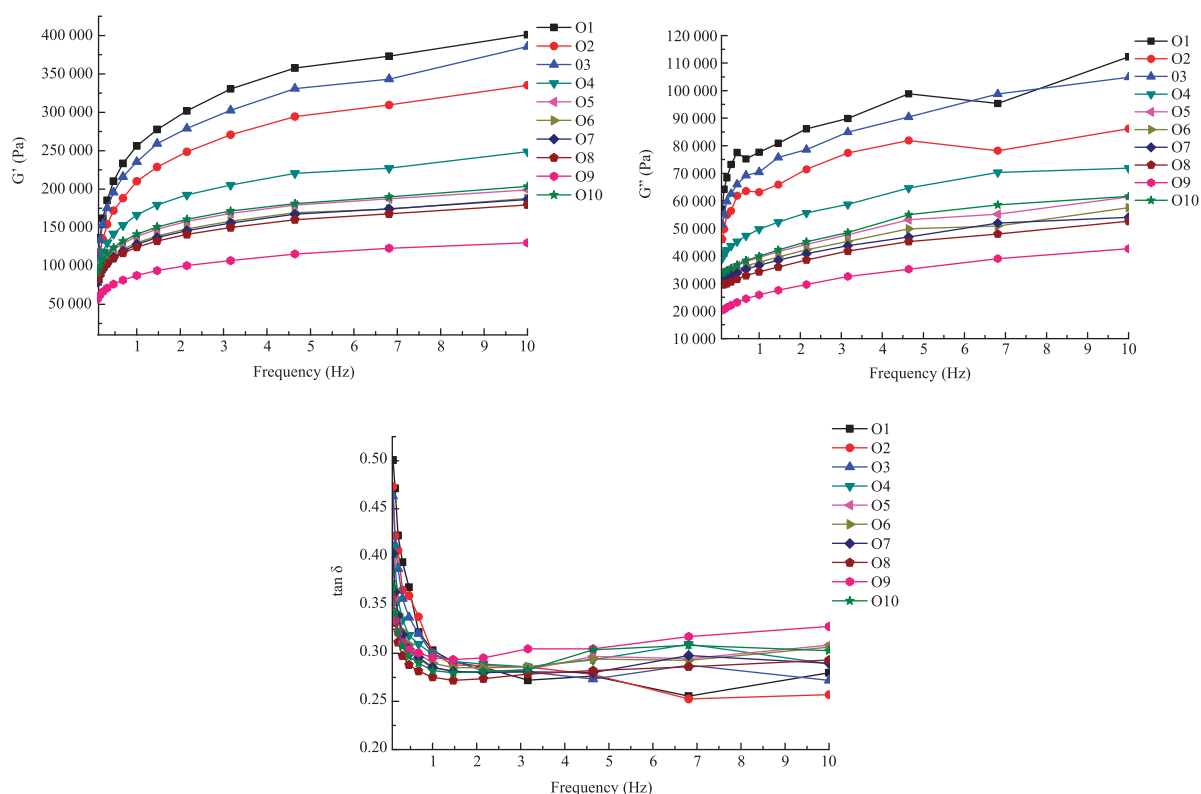 G' (Pa)
400 000
350 000
300 000
250 000
200 000
150 000
100 000
50 000
1 2 3 4 5 6 7 8 9 10
Frequency (Hz)
O1
O2
03
O4
O5
O6
O7
O8
O9
O10
G" (Pa)
120 000
110 000
100 000
90 000
80 000
70 000
60 000
50 000
40 000
30 000
20 000
10 000
1 2 3 4 5 6 7 8 9 10
Frequency (Hz)
O1
O2
03
O4
O5
O6
O7
O8
O9
O10
tan δ
0.50
0.45
0.40
0.35
0.30
0.25
0.20
1 2 3 4 5 6 7 8 9 10
Frequency (Hz)
O1
O2
O3
O4
O5
O6
O7
O8
O9
O10